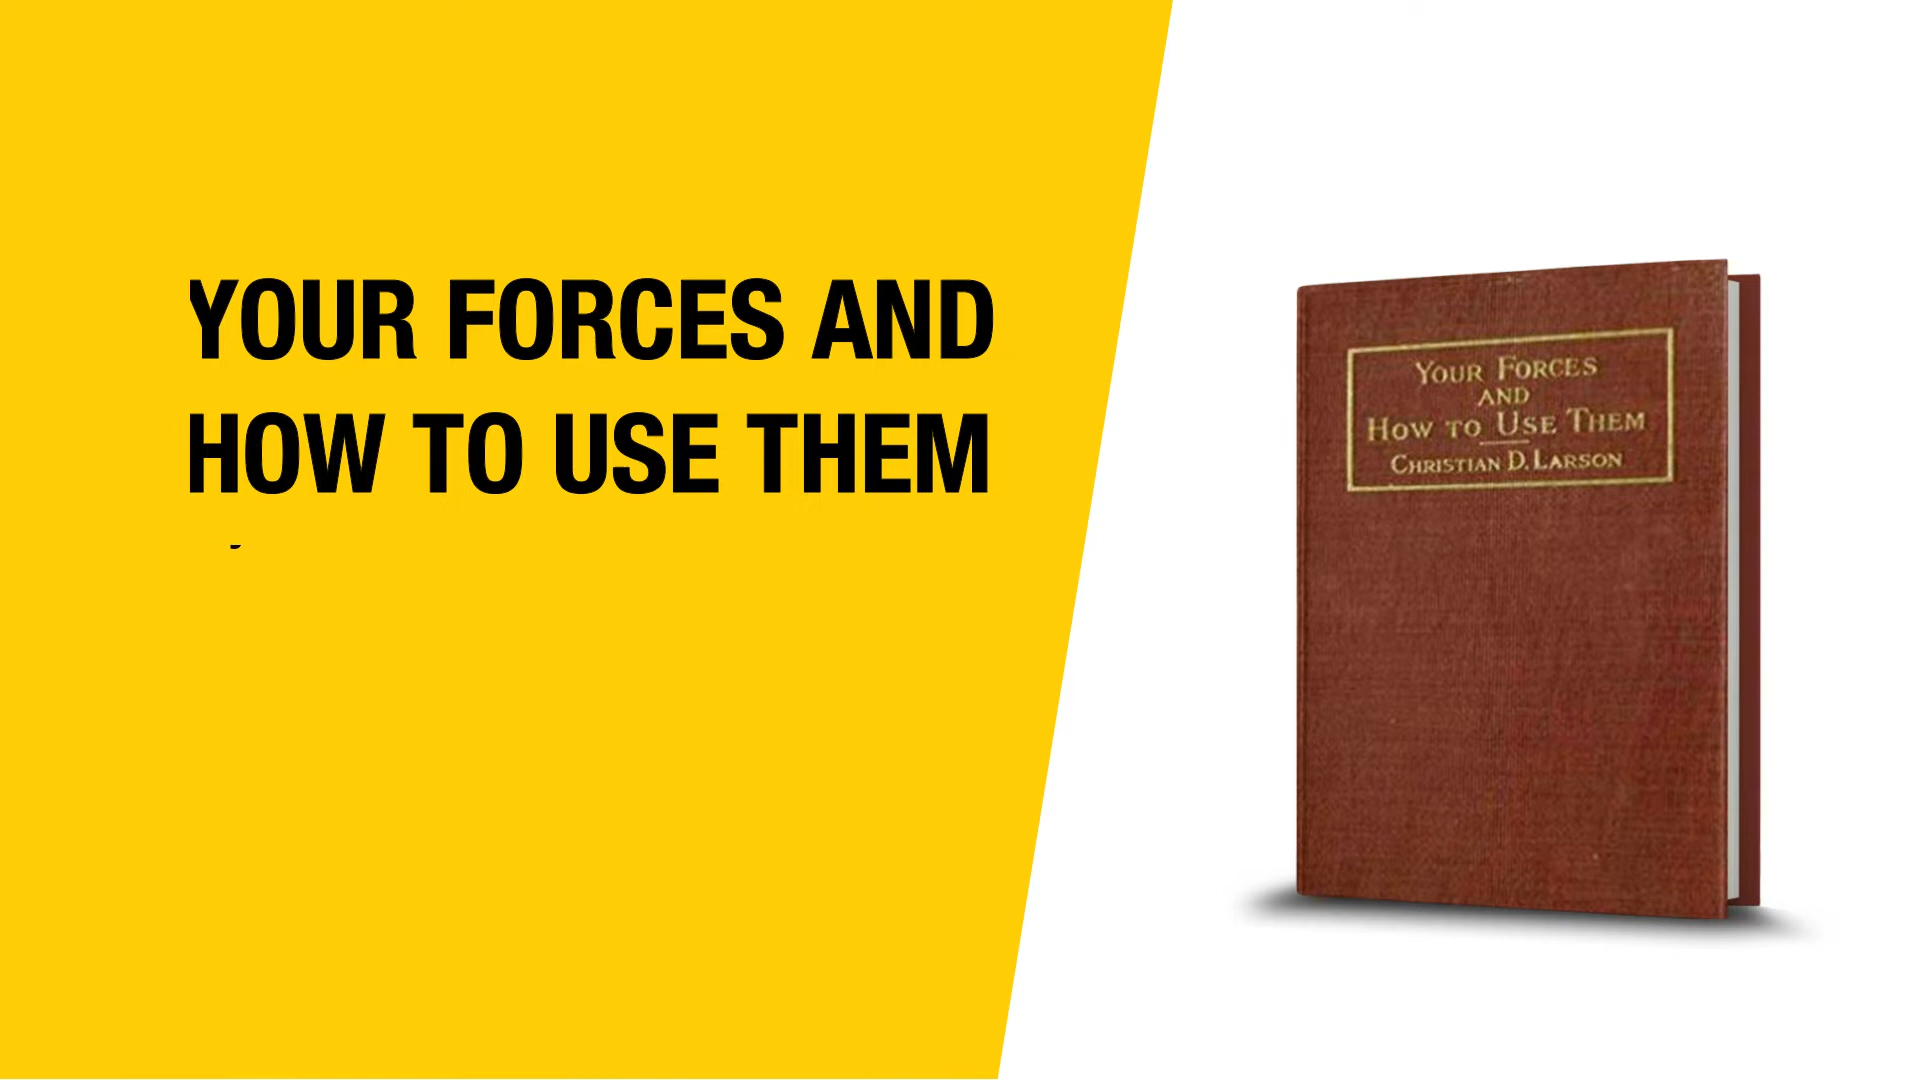 YOUR FORCES AND
HOW TO USE THEM
YOUR FORCES
AND
HOW TO USE THEM
CHRISTIAN D. LARSON